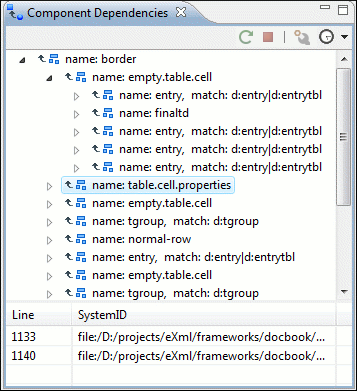 Component Dependencies
name: border
name: empty.table.cell
name: entry, match: d:entry|d:entrytbl
name: finaltd
name: entry, match: d:entry|d:entrytbl
name: entry, match: d:entry|d:entrytbl
name: entry, match: d:entry|d:entrytbl
name: table.cell.properties
name: empty.table.cell
name: tgroup, match: d:tgroup
name: normal-row
name: entry, match: d:entry|d:entrytbl
name: empty.table.cell
name: tgroup, match: d:tgroup
Line SystemID
1133 file:/D:/projects/eXml/frameworks/docbook/...
1140 file:/D:/projects/eXml/frameworks/docbook/...